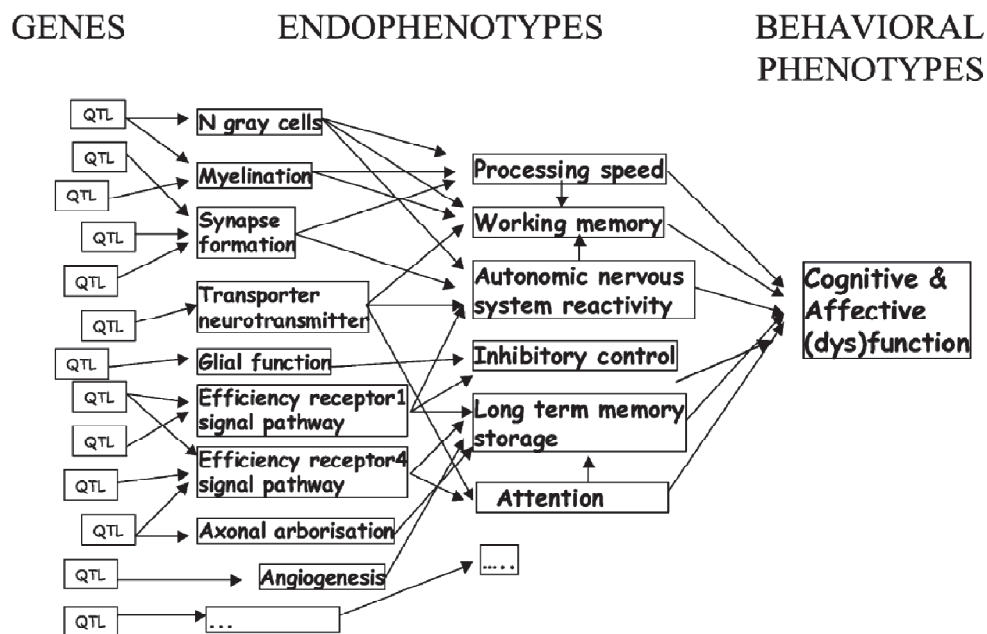 GENES
ENDOPHENOTYPES
BEHAVIORAL
PHENOTYPES
QTL
QTL
QTL
QTL
QTL
QTL
QTL
QTL
QTL
QTL
QTL
QTL
QTL
N gray cells
Myelination
Synapse
formation
Transporter
neurotransmitter
Glial function
Efficiency receptor1
signal pathway
Efficiency receptor4
signal pathway
Axonal arborisation
Angiogenesis
...
Processing speed
Working memory
Autonomic nervous
system reactivity
Inhibitory control
Long term memory
storage
Attention
.....
Cognitive &
Affective
(dys)function